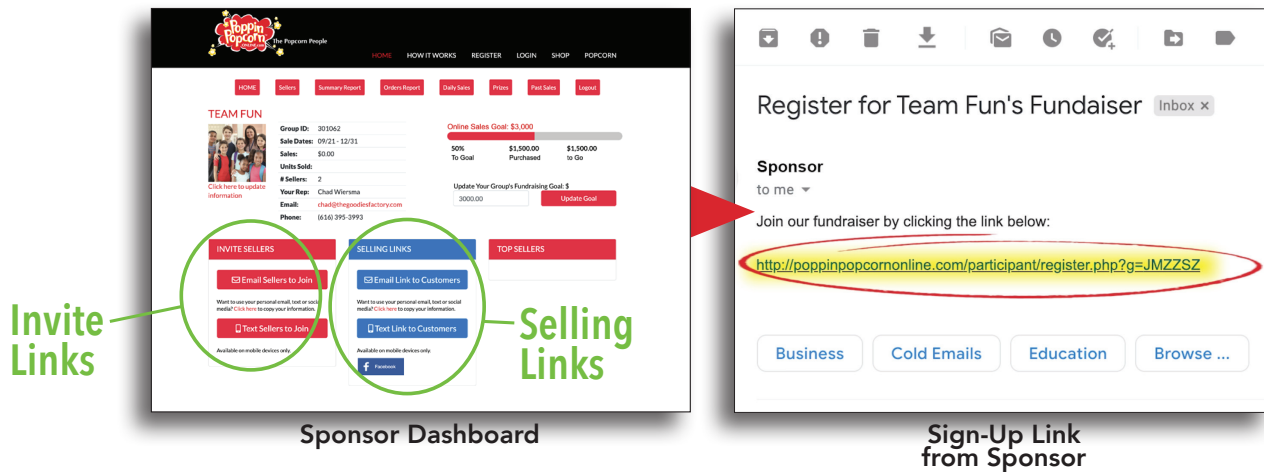 Poppin
Popcorn
ONLINE.com
The Popcorn People
HOME HOW IT WORKS REGISTER LOGIN SHOP POPCORN
HOME Sellers Summary Report Orders Report Daily Sales Prizes Past Sales Logout
TEAM FUN
Click here to update
information
Group ID: 301062
Sale Dates: 09/21 - 12/31
Sales: $0.00
Units Sold:
# Sellers: 2
Your Rep: Chad Wiersma
Email: chad@thegoodiesfactory.com
Phone: (616) 395-3993
Online Sales Goal: $3,000
50% $1,500.00 $1,500.00
To Goal Purchased to Go
Update Your Group's Fundraising Goal: $
3000.00 Update Goal
INVITE SELLERS
Email Sellers to Join
Want to use your personal email, text or social
media? Click here to copy your information.
Text Sellers to Join
Available on mobile devices only.
SELLING LINKS
Email Link to Customers
Want to use your personal email, text or social
media? Click here to copy your information.
Text Link to Customers
Available on mobile devices only.
f Facebook
TOP SELLERS
Invite
Links
Selling
Links
Sponsor Dashboard
Register for Team Fun's Fundaiser Inbox ×
Sponsor
to me
Join our fundraiser by clicking the link below:
http://poppinpopcornonline.com/participant/register.php?g=JMZZSZ
Business Cold Emails Education Browse ...
Sign-Up Link
from Sponsor